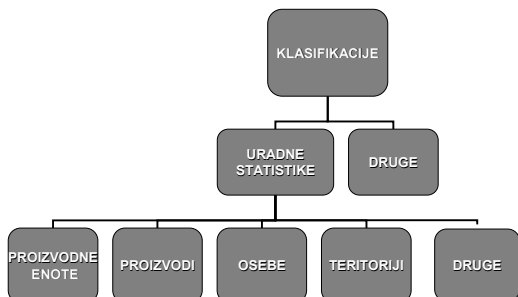 KLASIFIKACIJE
URADNE
STATISTIKE
DRUGE
PROIZVODNE
ENOTE
PROIZVODI
OSEBE
TERITORIJI
DRUGE